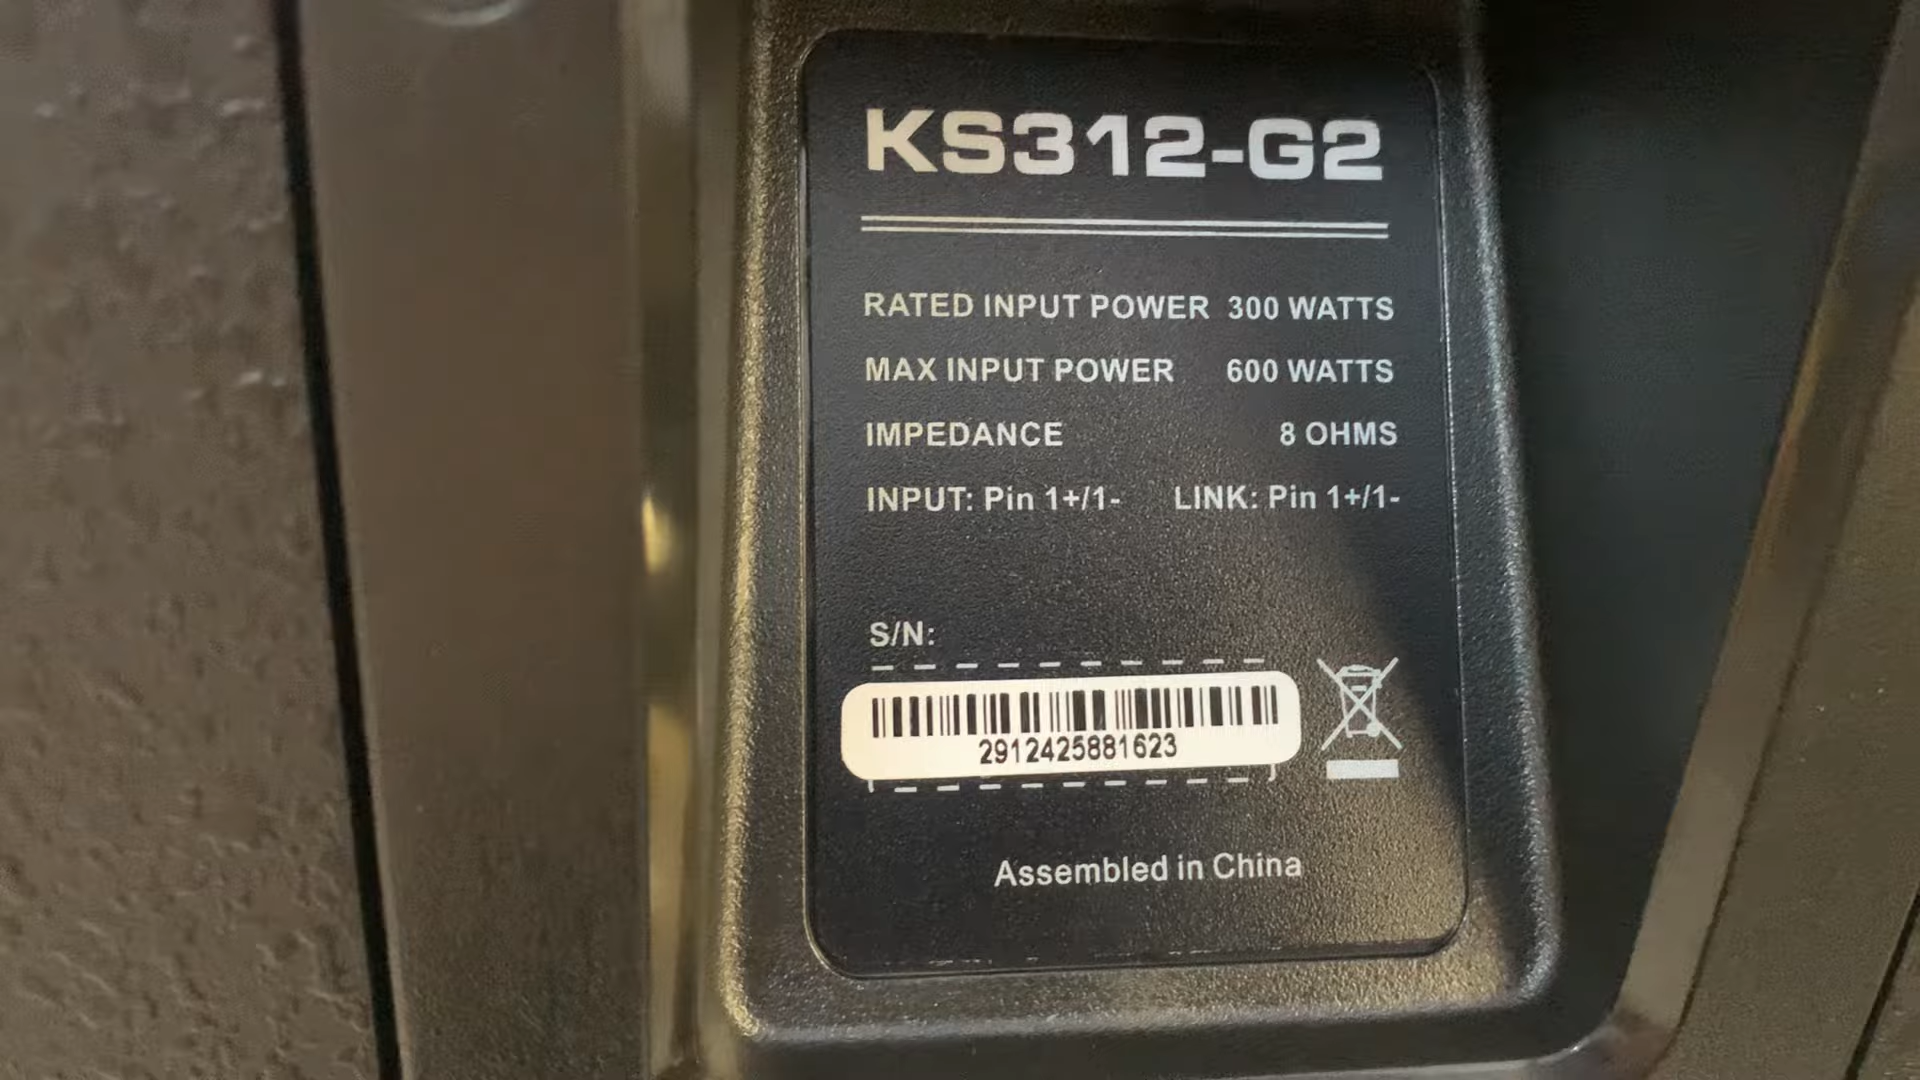 KS312-G2
RATED INPUT POWER 300 WATTS
MAX INPUT POWER 600 WATTS
IMPEDANCE 8 OHMS
INPUT: Pin 1+/1- LINK: Pin 1+/1-
S/N:
2912425881623
Assembled in China